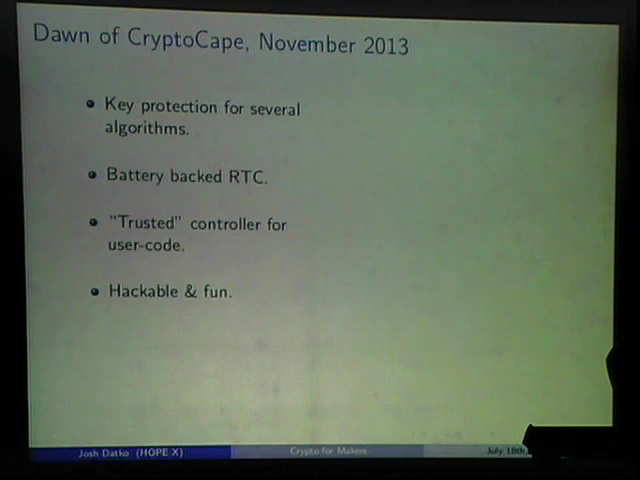 Dawn of CryptoCape, November 2013
Key protection for several
algorithms.
Battery backed RTC.
"Trusted" controller for
user-code.
Hackable & fun.
Josh Datko (HOPE X)
Crypto for Makers
July 18th